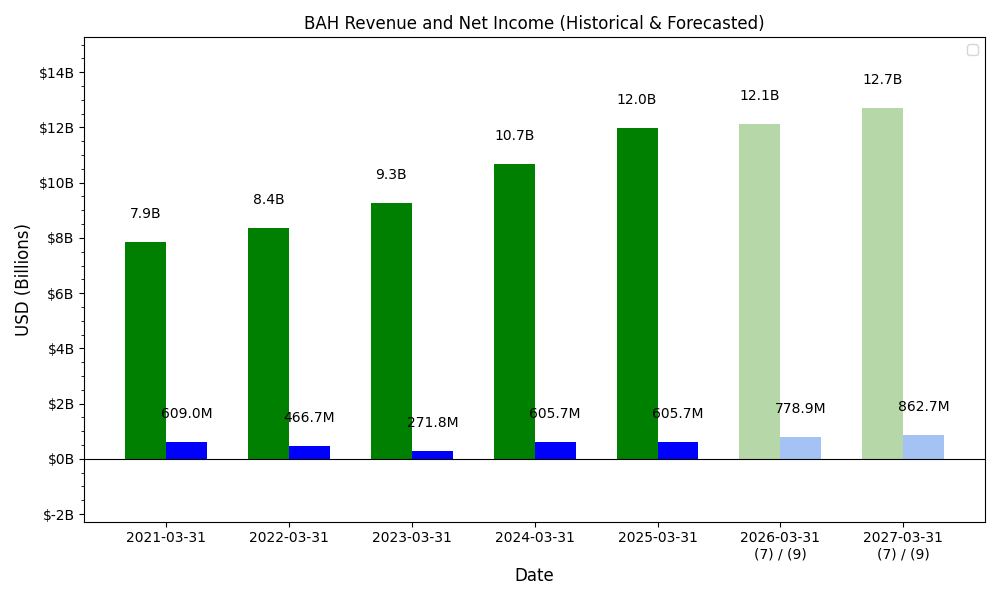 BAH Revenue and Net Income (Historical & Forecasted)
USD (Billions)
$14B
$12B
$10B
$8B
$6B
$4B
$2B
$0B
$-2B
7.9B
609.0M
8.4B
466.7M
9.3B
271.8M
10.7B
605.7M
12.0B
605.7M
12.1B
778.9M
12.7B
862.7M
2021-03-31
2022-03-31
2023-03-31
2024-03-31
2025-03-31
2026-03-31
(7) / (9)
2027-03-31
(7) / (9)
Date